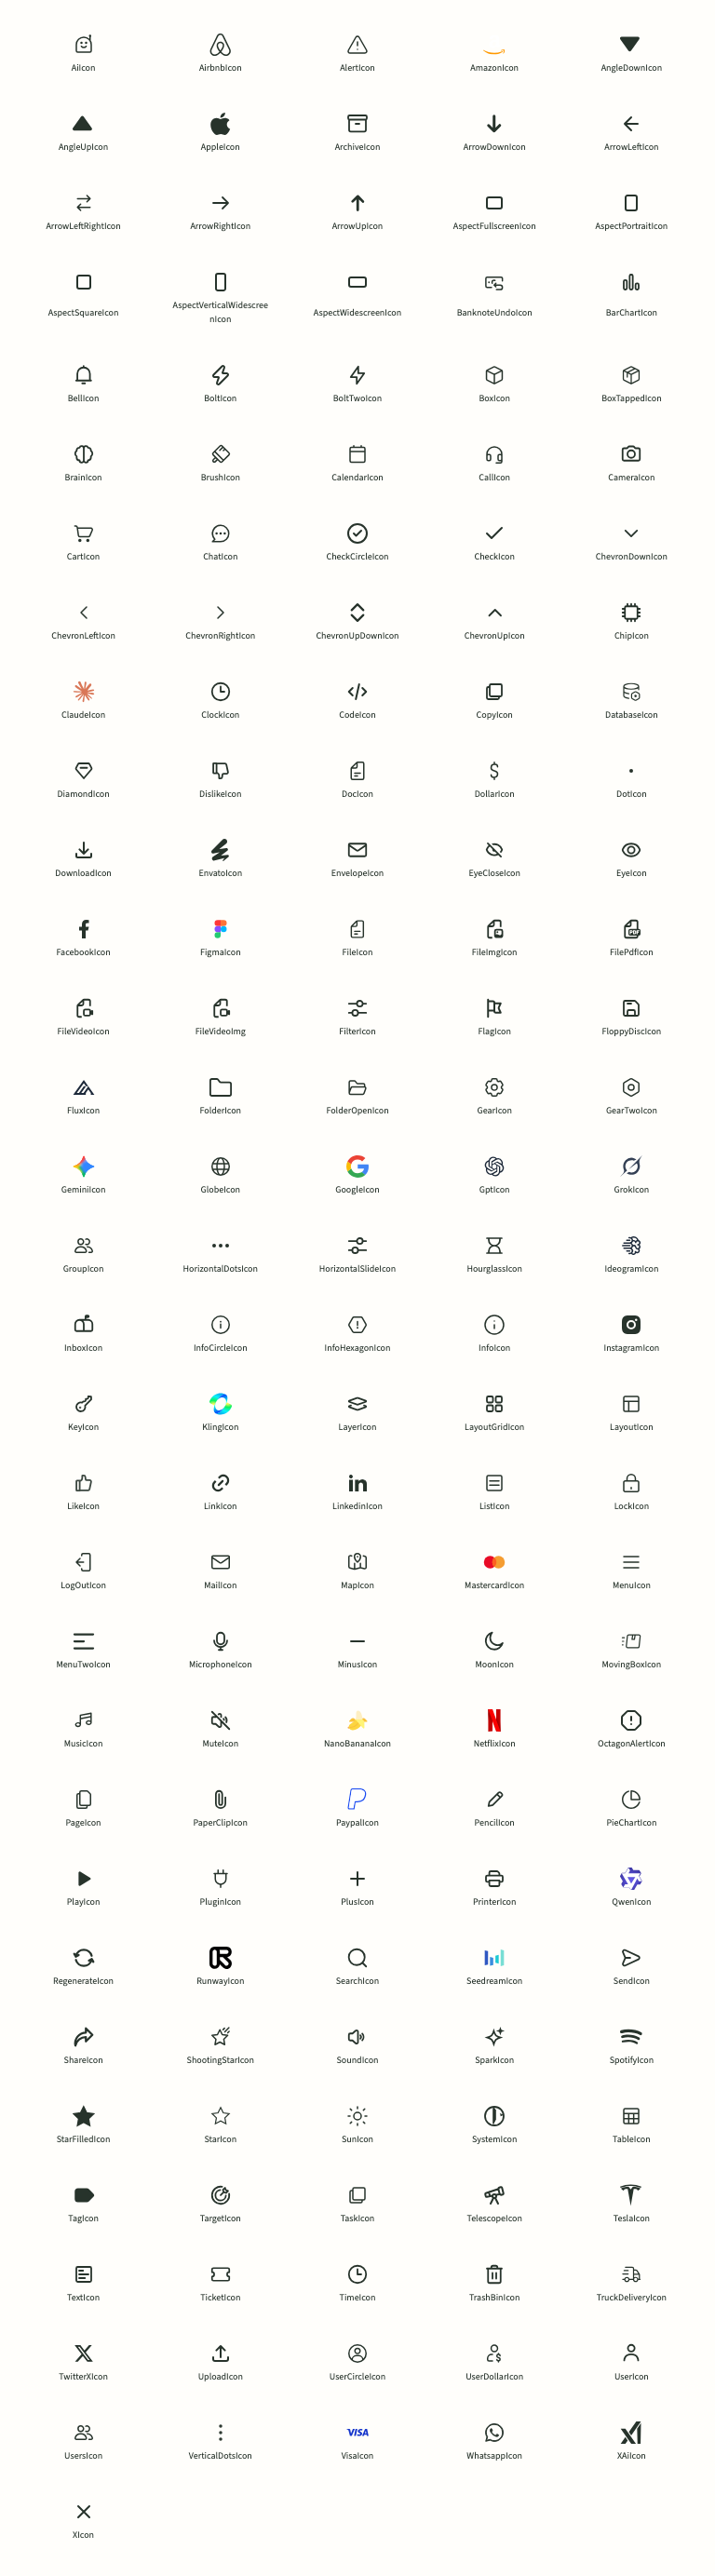 AiIcon
AirbnbIcon
AlertIcon
AmazonIcon
AngleDownIcon
AngleUpIcon
AppleIcon
ArchiveIcon
ArrowDownIcon
ArrowLeftIcon
ArrowLeftRightIcon
ArrowRightIcon
ArrowUpIcon
AspectFullscreenIcon
AspectPortraitIcon
AspectSquareIcon
AspectVerticalWidescree
nIcon
AspectWidescreenIcon
BanknoteUndoIcon
BarChartIcon
BellIcon
BoltIcon
BoltTwoIcon
BoxIcon
BoxTappedIcon
BrainIcon
BrushIcon
CalendarIcon
CallIcon
CameraIcon
CartIcon
ChatIcon
CheckCircleIcon
CheckIcon
ChevronDownIcon
ChevronLeftIcon
ChevronRightIcon
ChevronUpDownIcon
ChevronUpIcon
ChipIcon
ClaudeIcon
ClockIcon
CodeIcon
CopyIcon
DatabaseIcon
DiamondIcon
DislikeIcon
DocIcon
DollarIcon
DotIcon
DownloadIcon
EnvatoIcon
EnvelopeIcon
EyeCloseIcon
EyeIcon
FacebookIcon
FigmaIcon
FileIcon
FileImgIcon
FilePdfIcon
FileVideoIcon
FileVideoImg
FilterIcon
FlagIcon
FloppyDiscIcon
FluxIcon
FolderIcon
FolderOpenIcon
GearIcon
GearTwoIcon
GeminiIcon
GlobeIcon
GoogleIcon
GptIcon
GrokIcon
GroupIcon
HorizontalDotsIcon
HorizontalSlideIcon
HourglassIcon
IdeogramIcon
InboxIcon
InfoCircleIcon
InfoHexagonIcon
InfoIcon
InstagramIcon
KeyIcon
KlingIcon
LayerIcon
LayoutGridIcon
LayoutIcon
LikeIcon
LinkIcon
LinkedinIcon
ListIcon
LockIcon
LogOutIcon
MailIcon
MapIcon
MastercardIcon
MenuIcon
MenuTwoIcon
MicrophoneIcon
MinusIcon
MoonIcon
MovingBoxIcon
MusicIcon
MuteIcon
NanoBananaIcon
NetflixIcon
OctagonAlertIcon
PageIcon
PaperClipIcon
PaypalIcon
PencilIcon
PieChartIcon
PlayIcon
PluginIcon
PlusIcon
PrinterIcon
QwenIcon
RegenerateIcon
RunwayIcon
SearchIcon
SeedreamIcon
SendIcon
ShareIcon
ShootingStarIcon
SoundIcon
SparkIcon
SpotifyIcon
StarFilledIcon
StarIcon
SunIcon
SystemIcon
TableIcon
TagIcon
TargetIcon
TaskIcon
TelescopeIcon
TeslaIcon
TextIcon
TicketIcon
TimeIcon
TrashBinIcon
TruckDeliveryIcon
TwitterXIcon
UploadIcon
UserCircleIcon
UserDollarIcon
UserIcon
UsersIcon
VerticalDotsIcon
VISA
VisaIcon
WhatsappIcon
XAiIcon
XIcon